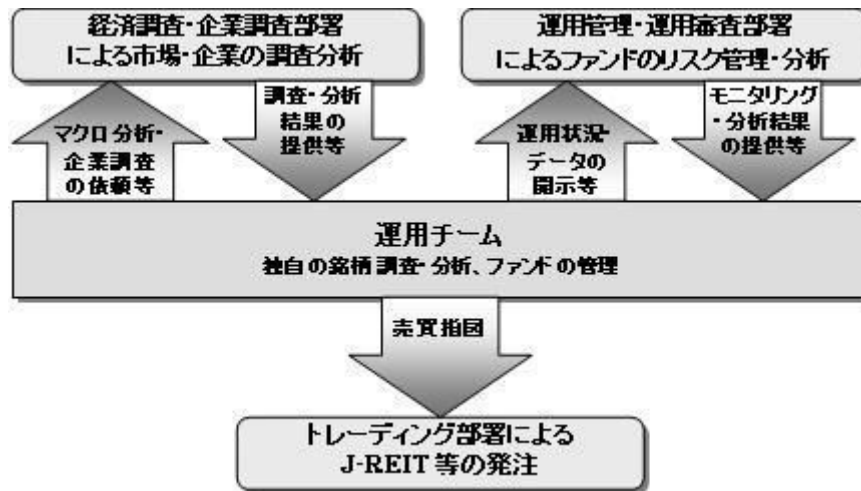 経済調査・企業調査部署
による市場・企業の調査分析
運用管理・運用審査部署
によるファンドのリスク管理・分析
マクロ分析・
企業調査
の依頼等
調査・分析
結果の
提供等
運用状況・
データの
開示等
モニタリング
・分析結果
の提供等
運用チーム
独自の銘柄調査・分析、ファンドの管理
売買指図
トレーディング部署による
J-REIT等の発注